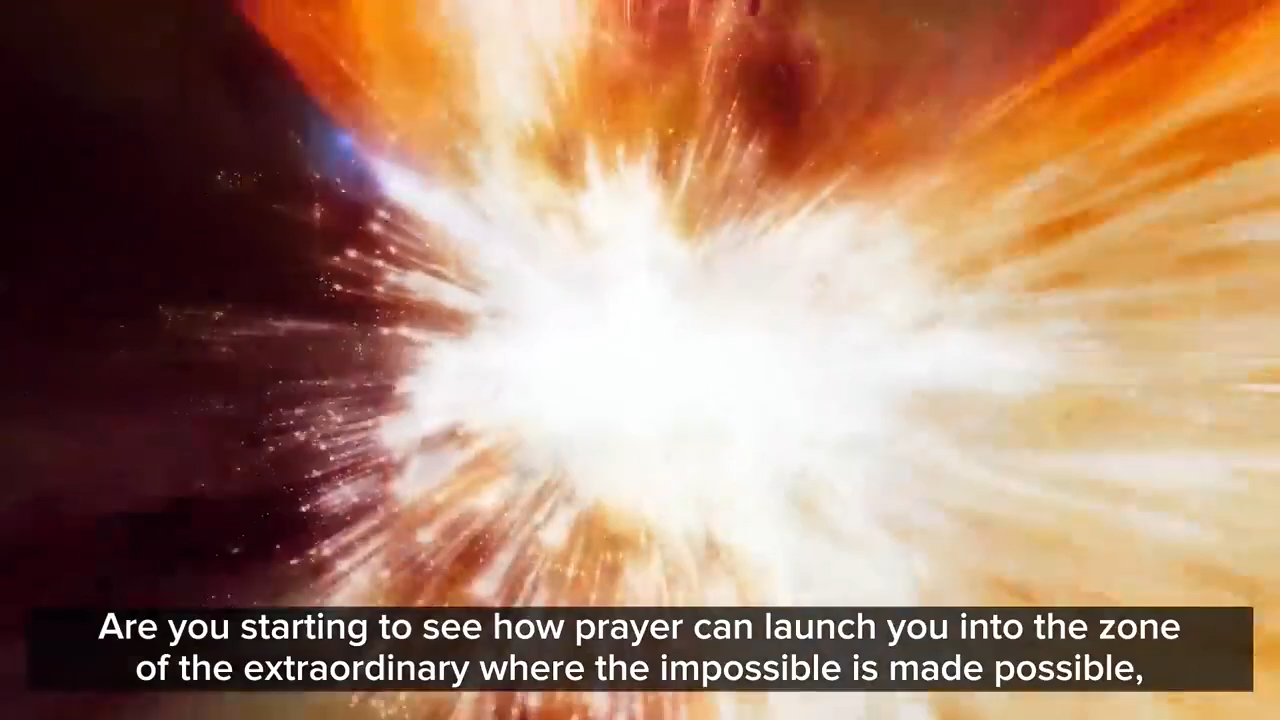 Are you starting to see how prayer can launch you into the zone
of the extraordinary where the impossible is made possible,